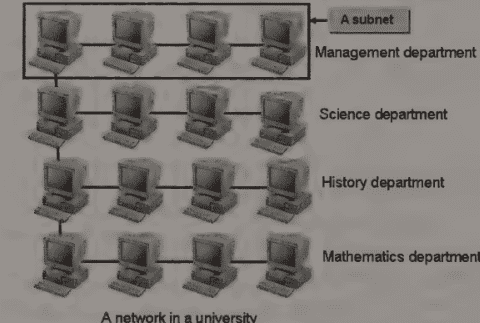 A subnet
Management department
Science department
History department
Mathematics department
A network in a university